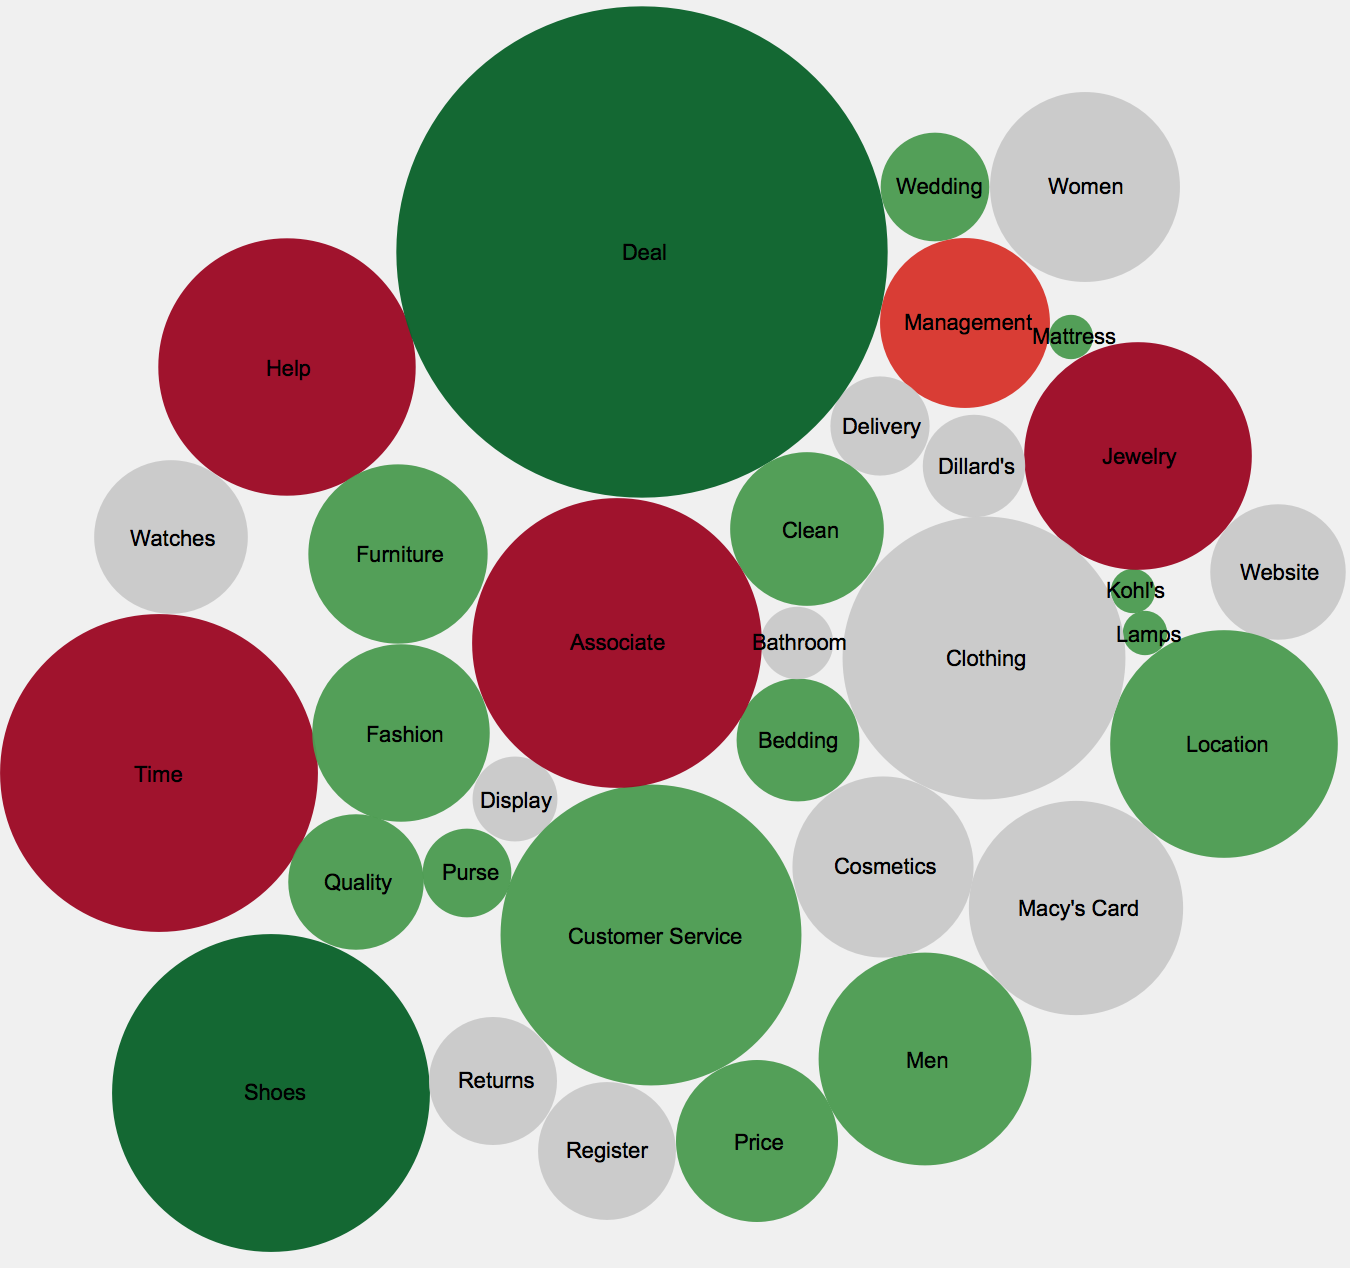 Wedding
Women
Deal
Management
Mattress
Help
Delivery
Jewelry
Dillard's
Watches
Furniture
Clean
Website
Kohl's
Lamps
Associate
Bathroom
Clothing
Fashion
Bedding
Location
Time
Display
Cosmetics
Purse
Quality
Macy's Card
Customer Service
Men
Returns
Shoes
Price
Register